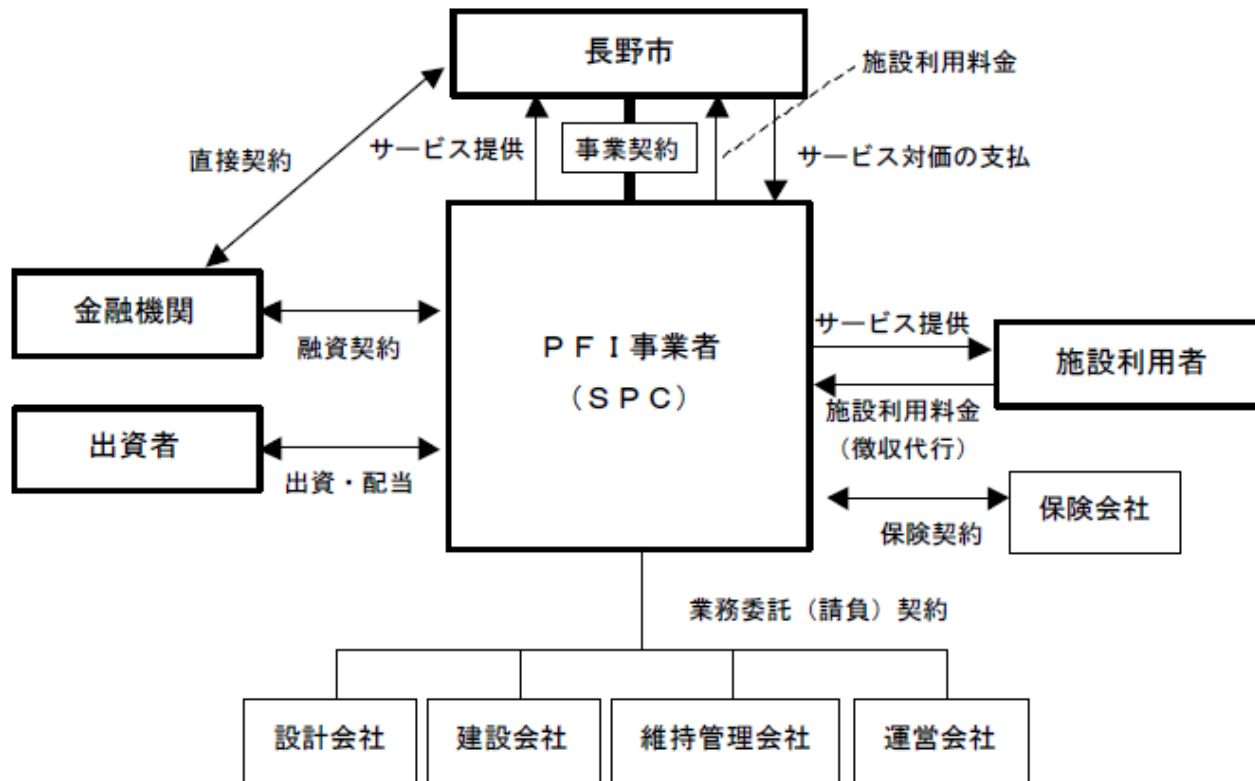 長野市
施設利用料金
直接契約
サービス提供
事業契約
サービス対価の支払
金融機関
融資契約
ＰＦＩ事業者
（ＳＰＣ）
サービス提供
施設利用者
施設利用料金
（徴収代行）
出資者
出資・配当
保険会社
保険契約
業務委託（請負）契約
設計会社
建設会社
維持管理会社
運営会社